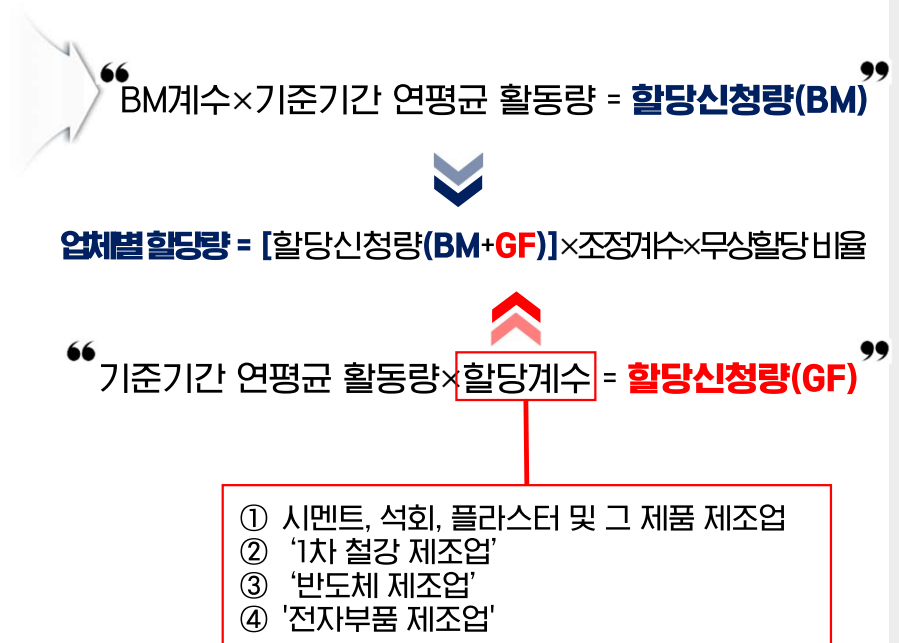 “BM계수×기준기간 연평균 활동량 = 할당신청량(BM)”
업체별 할당량 = [할당신청량(BM+GF)]×조정계수×무상할당 비율
“기준기간 연평균 활동량×할당계수 = 할당신청량(GF)”
① 시멘트, 석회, 플라스터 및 그 제품 제조업
② ‘1차 철강 제조업’
③ ‘반도체 제조업’
④ '전자부품 제조업'